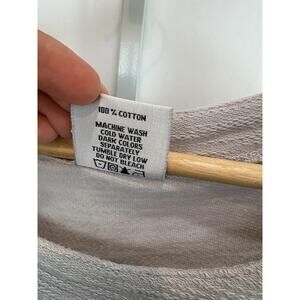 100% COTTON
MACHINE WASH
COLD WATER
DARK COLORS
SEPARATELY
TUMBLE DRY LOW
DO NOT BLEACH